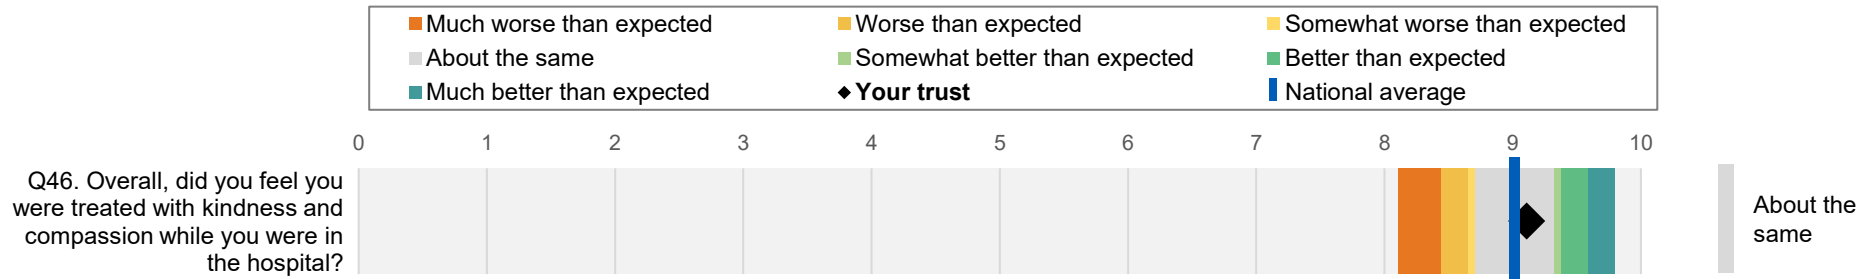 Much worse than expected
Worse than expected
Somewhat worse than expected
About the same
Somewhat better than expected
Better than expected
Much better than expected
Your trust
National average
0 1 2 3 4 5 6 7 8 9 10
Q46. Overall, did you feel you
were treated with kindness and
compassion while you were in
the hospital?
About the
same